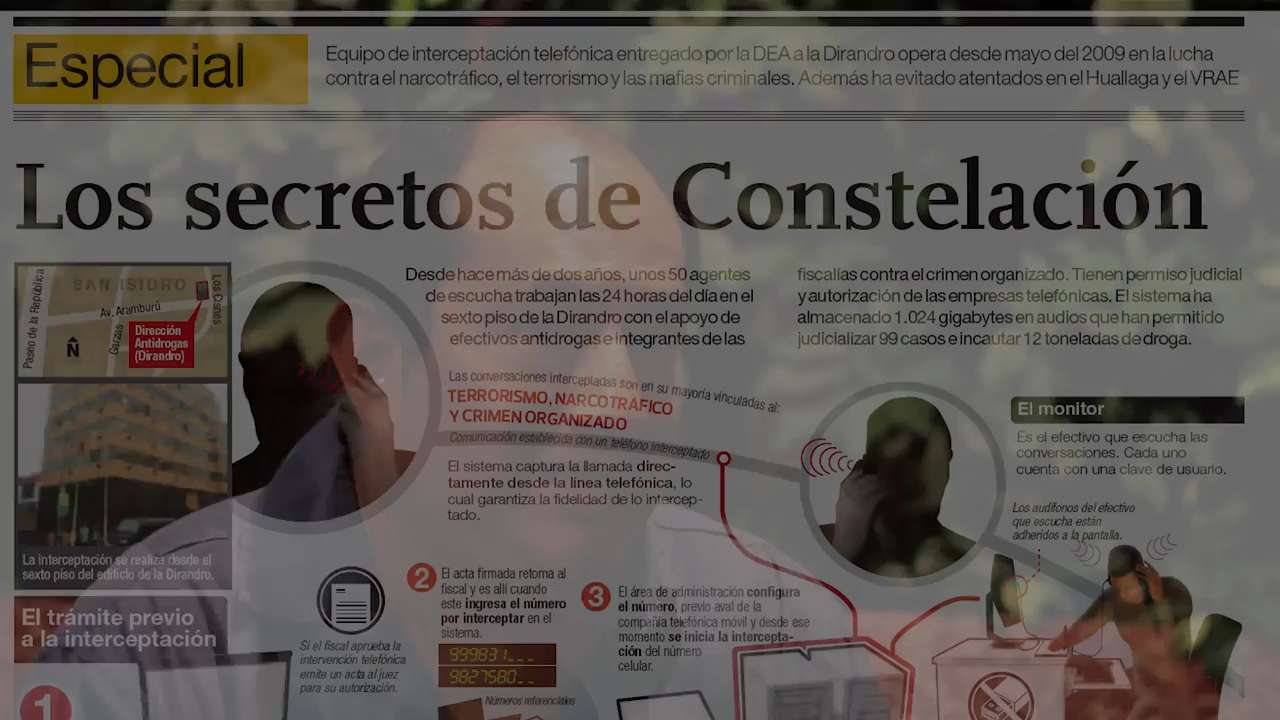 Especial
Equipo de interceptación telefónica entregado por la DEA a la Dirandro opera desde mayo del 2009 en la lucha
contra el narcotráfico, el terrorismo y las mafias criminales. Además ha evitado atentados en el Huallaga y el VRAE
Los secretos de Constelación
SAN ISIDRO
Paseo de la República
Av. Aramburú
Garzas
Los Cisnes
N
Dirección
Antidrogas
(Dirandro)
La intercepctación se realiza desde el
sexto piso del edificio de la Dirandro.
Desde hace más de dos años, unos 50 agentes
de escucha trabajan las 24 horas del día en el
sexto piso de la Dirandro con el apoyo de
efectivos antidrogas e integrantes de las
fiscalías contra el crimen organizado. Tienen permiso judicial
y autorización de las empresas telefónicas. El sistema ha
almacenado 1.024 gigabytes en audios que han permitido
judicializar 99 casos e incautar 12 toneladas de droga.
Las conversaciones interceptadas son en su mayoría vinculadas al:
TERRORISMO, NARCOTRÁFICO
Y CRIMEN ORGANIZADO
Comunicación establecida con un teléfono interceptado
El sistema captura la llamada direc-
tamente desde la línea telefónica, lo
cual garantiza la fidelidad de lo intercep-
tado.
El monitor
Es el efectivo que escucha las
conversaciones. Cada uno
cuenta con una clave de usuario.
Los audífonos del efectivo
que escucha están
adheridos a la pantalla.
El trámite previo
a la interceptación
1
Si el fiscal aprueba la
intervención telefónica
emite un acta al juez
para su autorización.
2
El acta firmada retorna al
fiscal y es allí cuando
este ingresa el número
por interceptar en el
sistema.
999831_ _ _
9827580_ _
Números referenciales
3
El área de administración configura
el número, previo aval de la
compañía telefónica móvil y desde ese
momento se inicia la intercepta-
ción del número
celular.